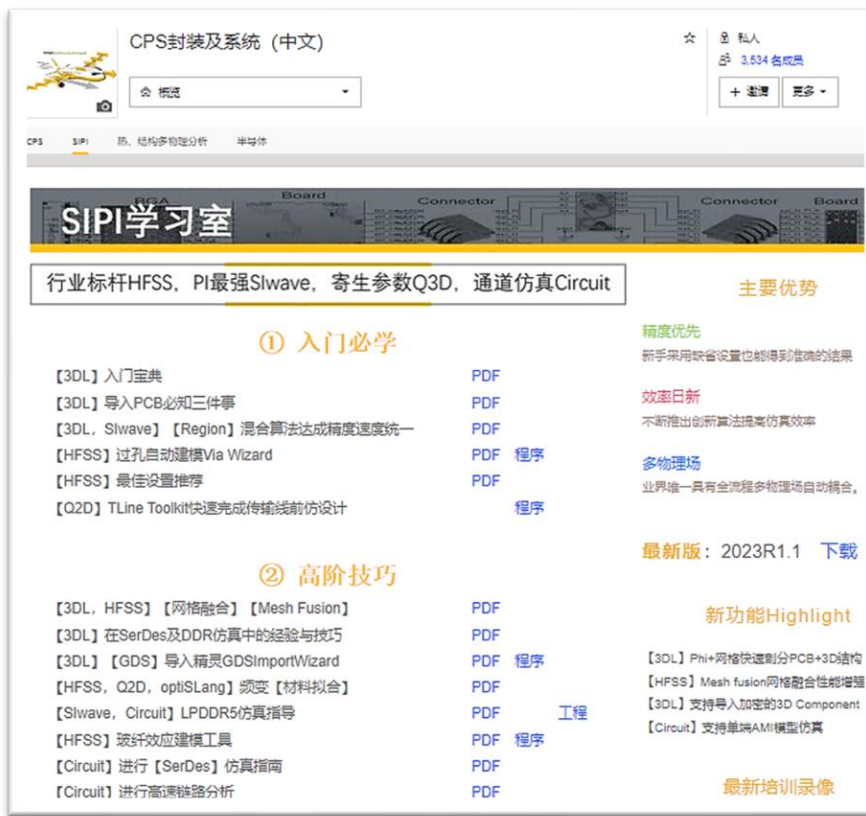 CPS封装及系统（中文）
概览
私人
3,534 名成员
+ 邀请
更多
CPS
SIPI
热、结构多物理分析
半导体
BGA
Board
Connector
Connector
Board
SIPI学习室
行业标杆HFSS，PI最强SIwave，寄生参数Q3D，通道仿真Circuit
① 入门必学
【3DL】入门宝典 PDF
【3DL】导入PCB必知三件事 PDF
【3DL，SIwave】【Region】混合算法达成精度速度统一 PDF
【HFSS】过孔自动建模Via Wizard PDF 程序
【HFSS】最佳设置推荐 PDF
【Q2D】TLine Toolkit快速完成传输线前仿设计 程序
② 高阶技巧
【3DL，HFSS】【网格融合】【Mesh Fusion】 PDF
【3DL】在SerDes及DDR仿真中的经验与技巧 PDF
【3DL】【GDS】导入精灵GDSImportWizard PDF 程序
【HFSS，Q2D，optiSLang】频变【材料拟合】 PDF
【SIwave，Circuit】LPDDR5仿真指导 PDF 工程
【HFSS】玻纤效应建模工具 PDF 程序
【Circuit】进行【SerDes】仿真指南 PDF
【Circuit】进行高速链路分析 PDF
主要优势
精度优先
新手采用缺省设置也能得到准确的结果
效率日新
不断推出创新算法提高仿真效率
多物理场
业界唯一具有全流程多物理场自动耦合。
最新版：2023R1.1 下载
新功能Highlight
【3DL】Phi+网格快速剖分PCB+3D结构
【HFSS】Mesh fusion网格融合性能增强
【3DL】支持导入加密的3D Component
【Circuit】支持单端AMI模型仿真
最新培训录像